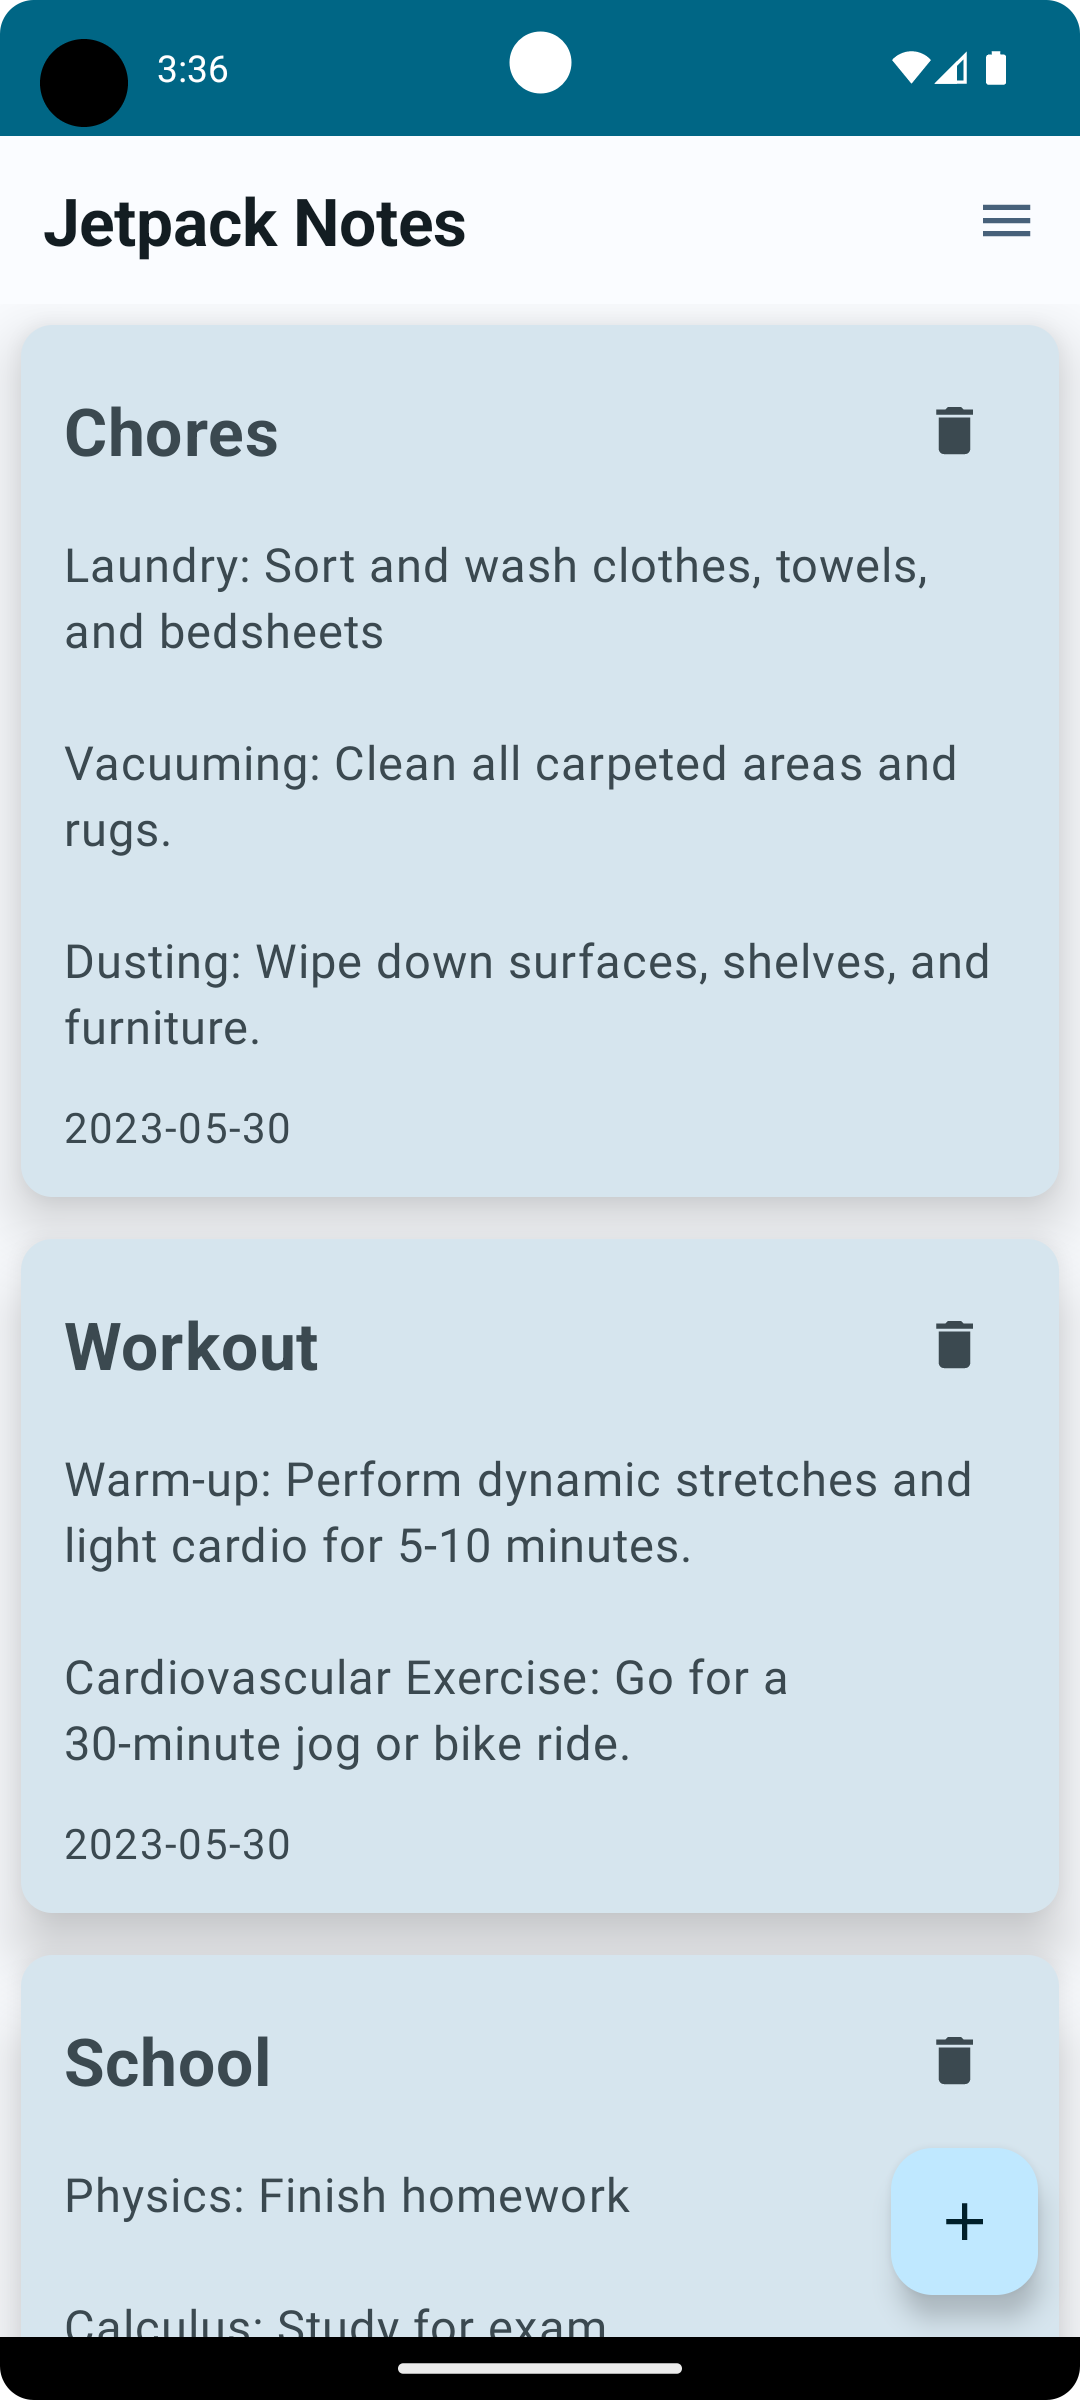 3:36
Jetpack Notes
Chores
Laundry: Sort and wash clothes, towels,
and bedsheets
Vacuuming: Clean all carpeted areas and
rugs.
Dusting: Wipe down surfaces, shelves, and
furniture.
2023-05-30
Workout
Warm-up: Perform dynamic stretches and
light cardio for 5-10 minutes.
Cardiovascular Exercise: Go for a
30-minute jog or bike ride.
2023-05-30
School
Physics: Finish homework
Calculus: Study for exam